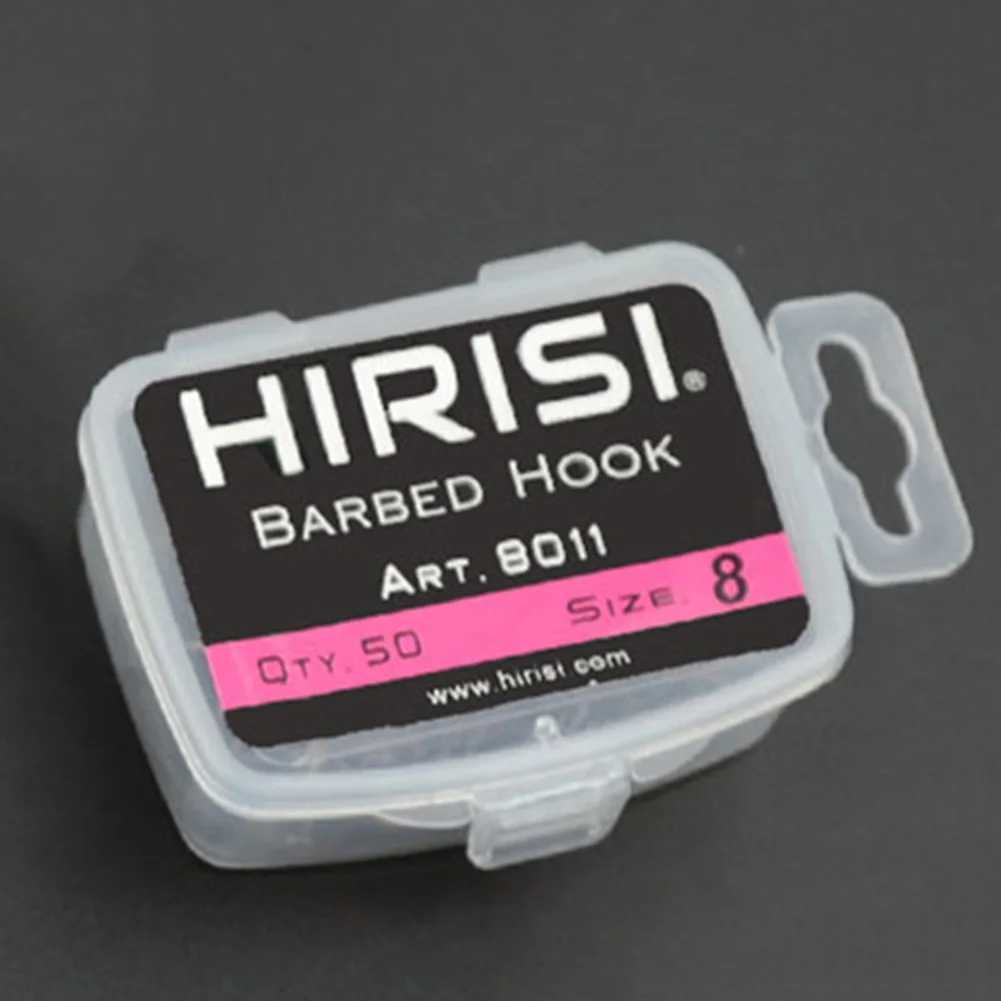 HIRISI®
BARBED HOOK
ART. 8011
QTY. 50 SIZE. 8
www.hirisi.com